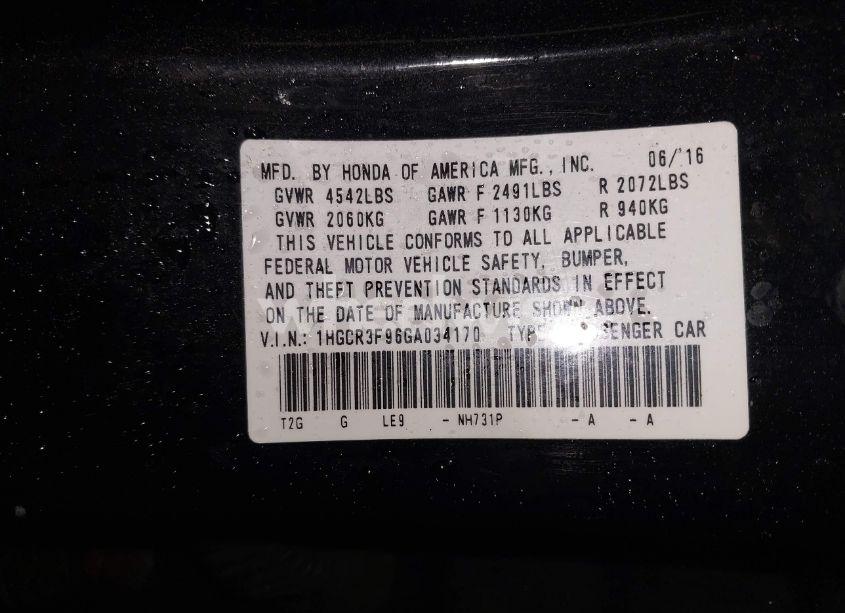 MFD. BY HONDA OF AMERICA MFG., INC. 06/'16
GVWR 4542LBS GAWR F 2491LBS R 2072LBS
GVWR 2060KG GAWR F 1130KG R 940KG
THIS VEHICLE CONFORMS TO ALL APPLICABLE
FEDERAL MOTOR VEHICLE SAFETY, BUMPER,
AND THEFT PREVENTION STANDARDS IN EFFECT
ON THE DATE OF MANUFACTURE SHOWN ABOVE.
V.I.N.: 1HGCR3F96GA034170 TYPE CAR
T2G G LE9 - NH731P - A - A